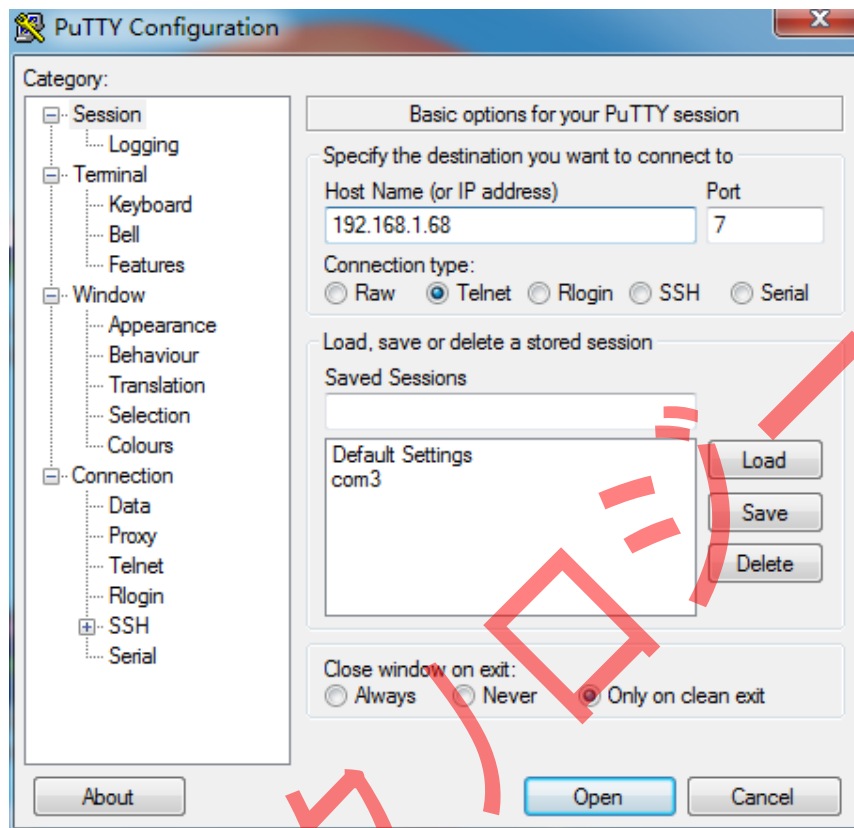 PuTTY Configuration
Category:
Session
Logging
Terminal
Keyboard
Bell
Features
Window
Appearance
Behaviour
Translation
Selection
Colours
Connection
Data
Proxy
Telnet
Rlogin
SSH
Serial
Basic options for your PuTTY session
Specify the destination you want to connect to
Host Name (or IP address) Port
192.168.1.68 7
Connection type:
Raw Telnet Rlogin SSH Serial
Load, save or delete a stored session
Saved Sessions
Default Settings
com3
Load
Save
Delete
Close window on exit:
Always Never Only on clean exit
About Open Cancel